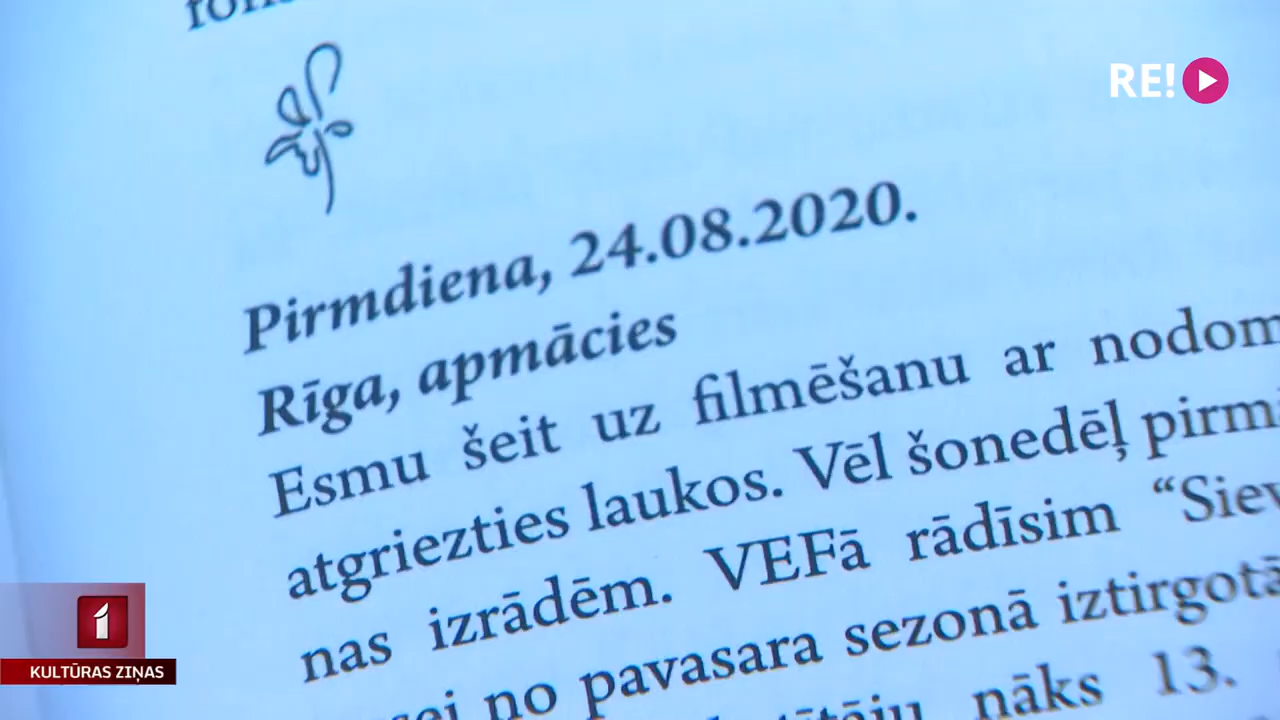 RE!
Pirmdiena, 24.08.2020.
Rīga, apmācies
Esmu šeit uz filmēšanu ar nodom
atgriezties laukos. Vēl šonedēļ pirmi
nas izrādēm. VEFā rādīsim “Siev
no pavasara sezonā iztirgotā
nāks 13.
1
KULTŪRAS ZIŅAS